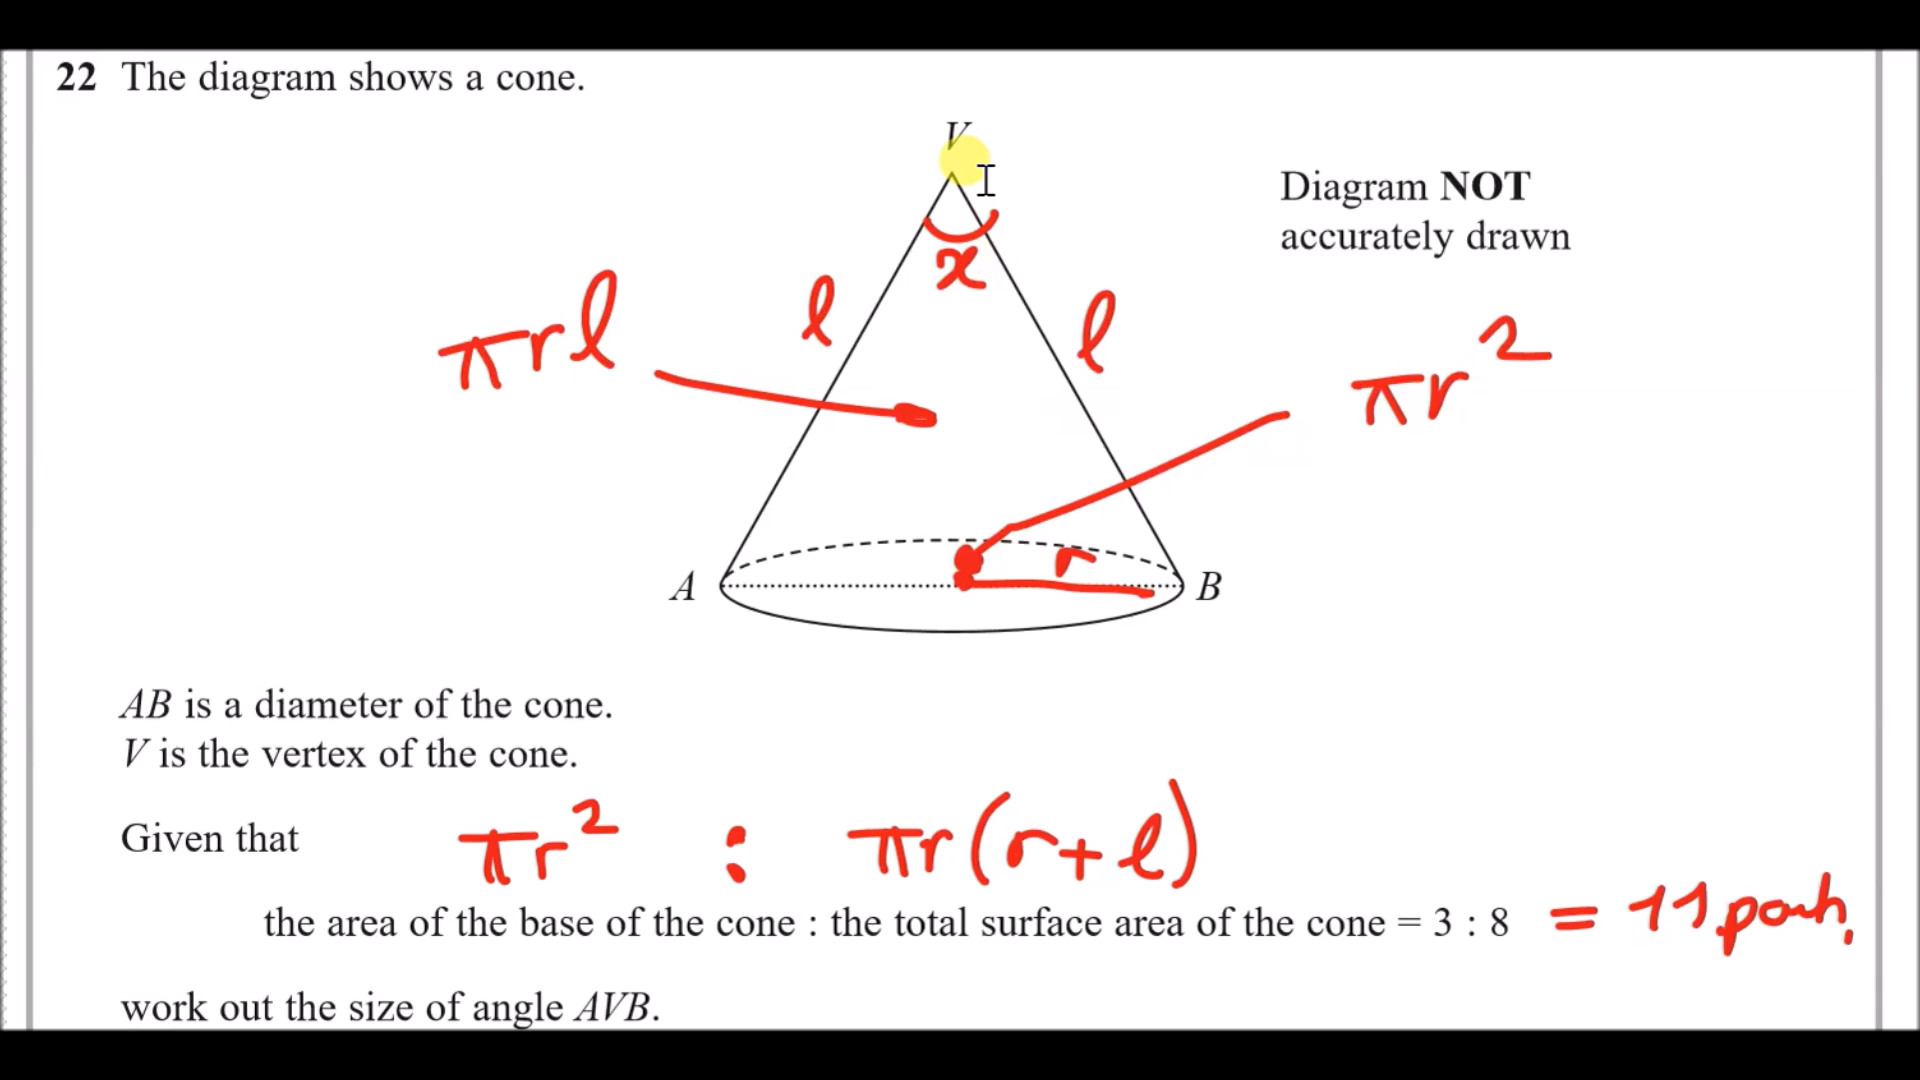 22 The diagram shows a cone.
V
Diagram NOT
accurately drawn
x
πrl
l
l
πr²
r
A
B
AB is a diameter of the cone.
V is the vertex of the cone.
Given that
πr² : πr(r+l)
the area of the base of the cone : the total surface area of the cone = 3 : 8 = 11
work out the size of angle AVB.